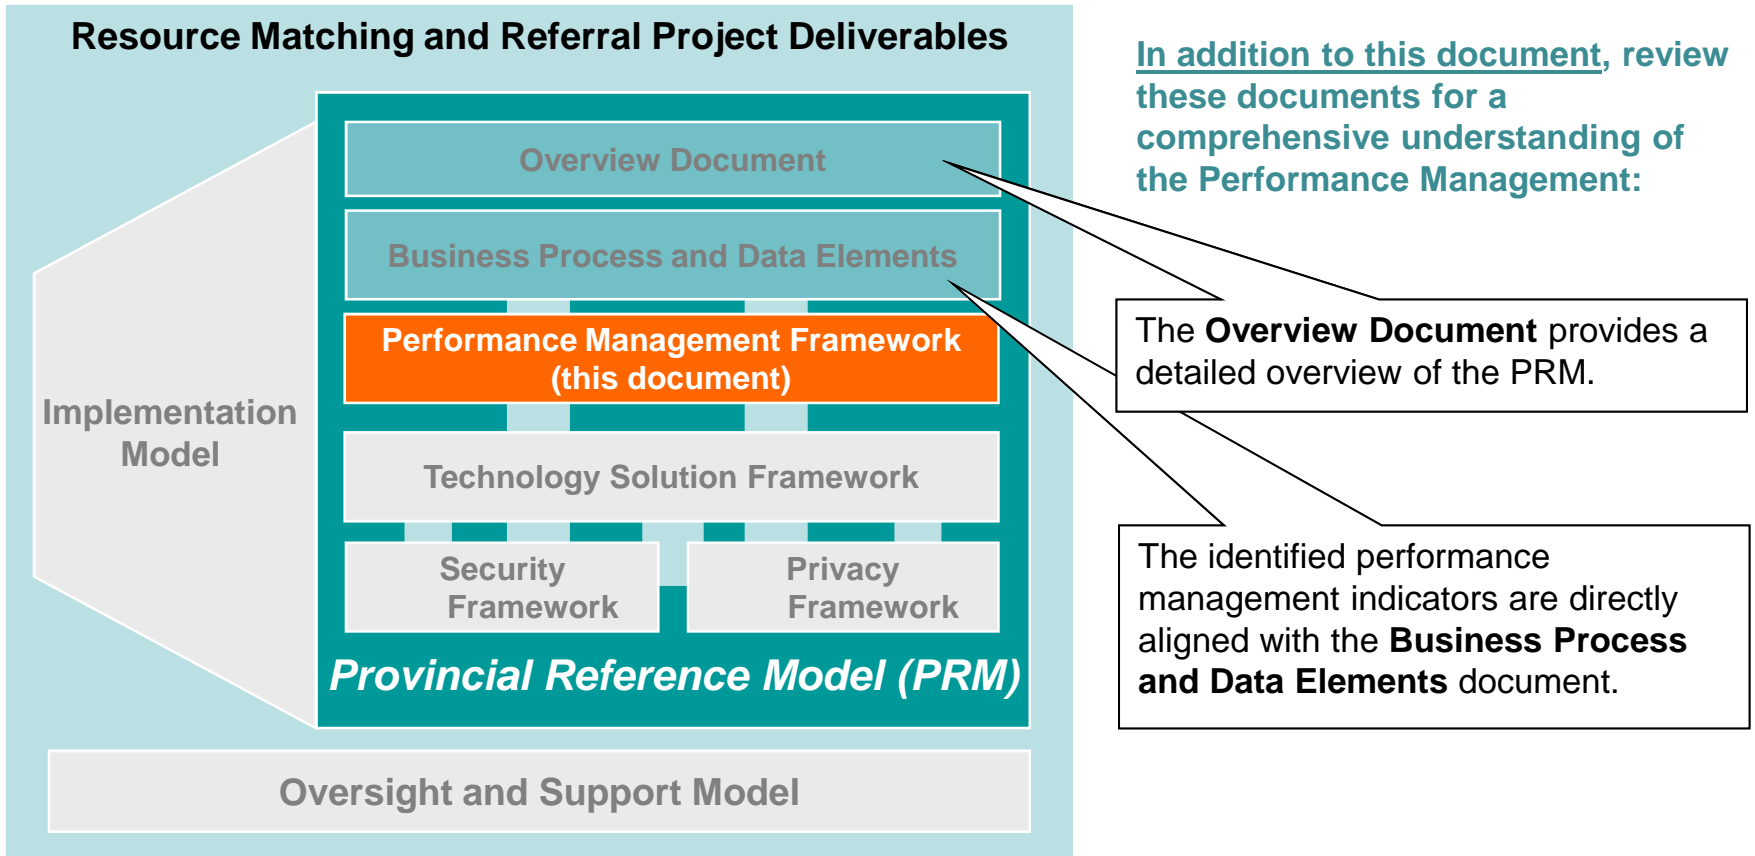 Resource Matching and Referral Project Deliverables
Overview Document
Business Process and Data Elements
Performance Management Framework
(this document)
Implementation
Model
Technology Solution Framework
Security
Framework
Privacy
Framework
Provincial Reference Model (PRM)
Oversight and Support Model
In addition to this document, review
these documents for a
comprehensive understanding of
the Performance Management:
The Overview Document provides a
detailed overview of the PRM.
The identified performance
management indicators are directly
aligned with the Business Process
and Data Elements document.